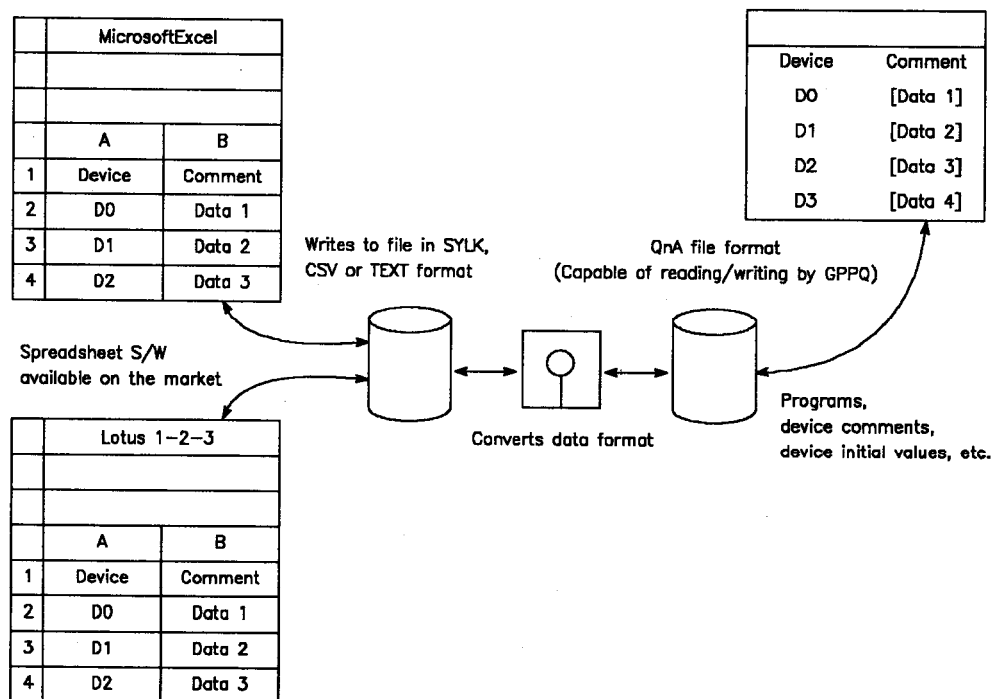 MicrosoftExcel
A B
1 Device Comment
2 D0 Data 1
3 D1 Data 2
4 D2 Data 3
Device Comment
D0 [Data 1]
D1 [Data 2]
D2 [Data 3]
D3 [Data 4]
Writes to file in SYLK,
CSV or TEXT format
QnA file format
(Capable of reading/writing by GPPQ)
Spreadsheet S/W
available on the market
Converts data format
Programs,
device comments,
device initial values, etc.
Lotus 1-2-3
A B
1 Device Comment
2 D0 Data 1
3 D1 Data 2
4 D2 Data 3